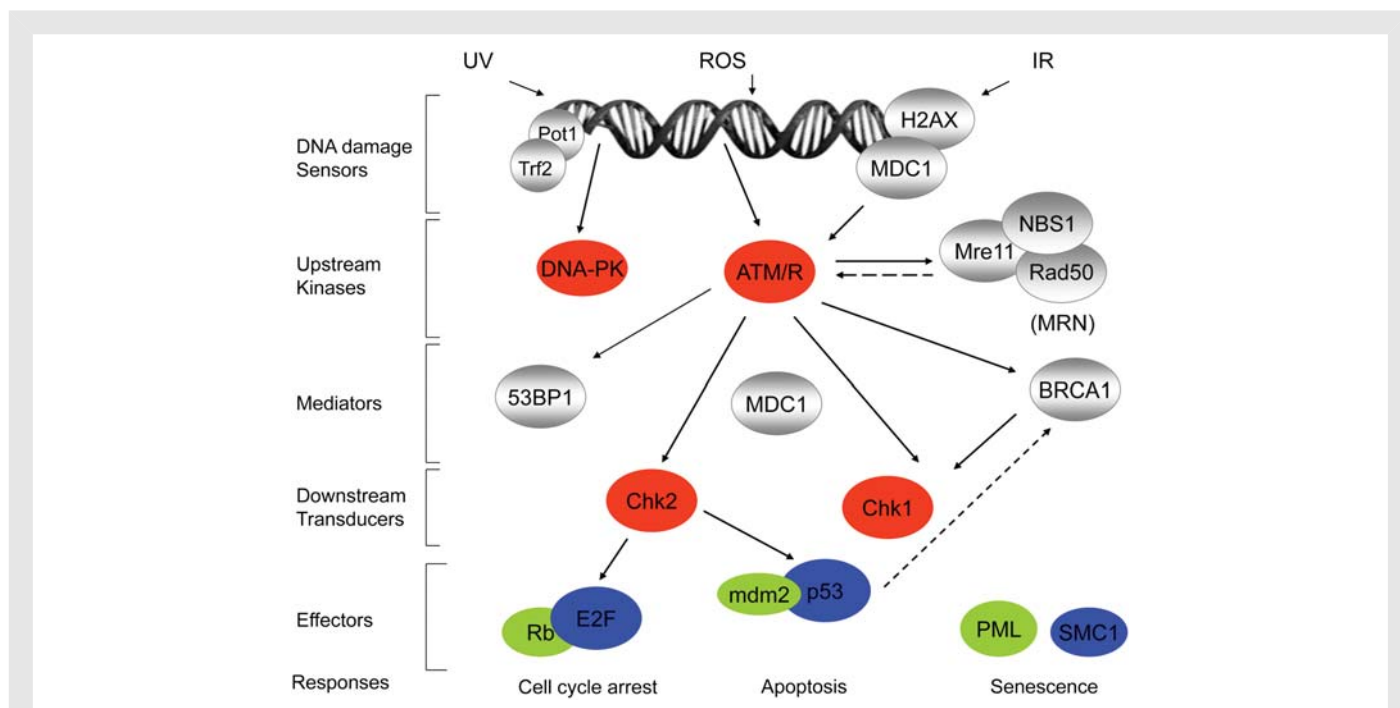 UV
ROS
IR
DNA damage
Sensors
Pot1
Trf2
H2AX
MDC1
Upstream
Kinases
DNA-PK
ATM/R
Mre11
NBS1
Rad50
(MRN)
Mediators
53BP1
MDC1
BRCA1
Downstream
Transducers
Chk2
Chk1
Effectors
Rb
E2F
mdm2
p53
PML
SMC1
Responses
Cell cycle arrest
Apoptosis
Senescence